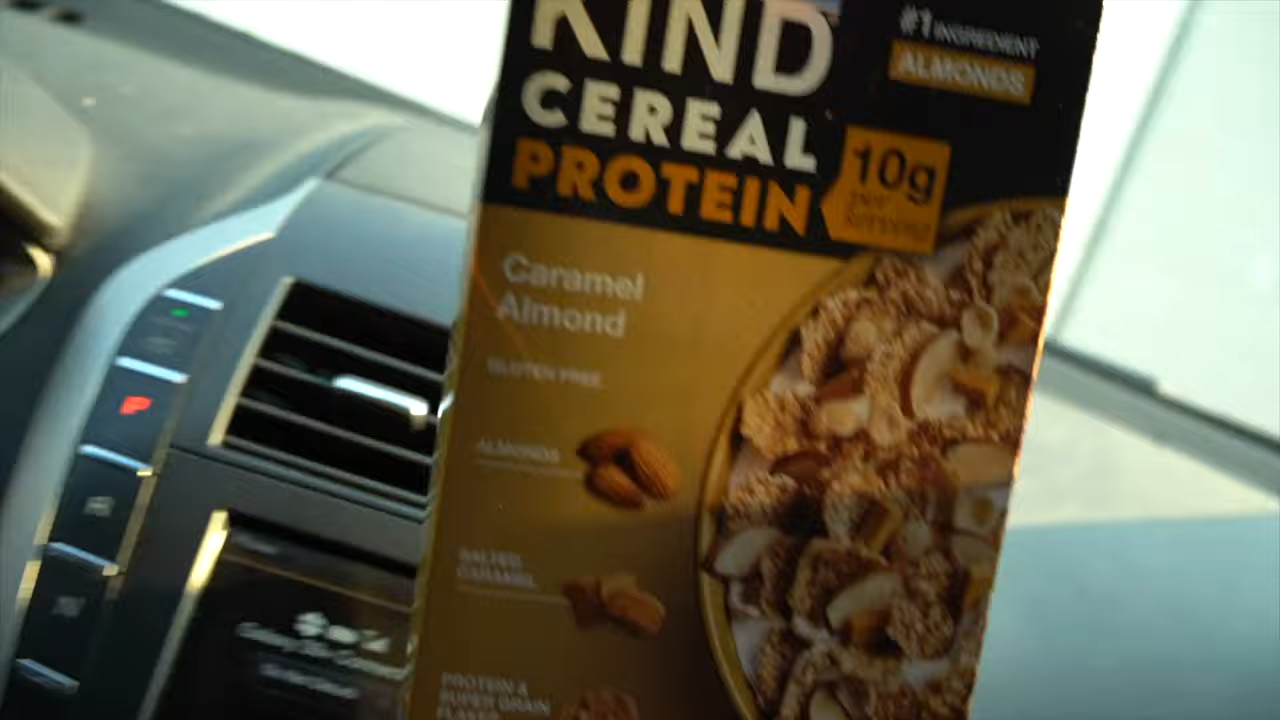 KIND
#1 INGREDIENT
ALMONDS
CEREAL
PROTEIN
10g
per
serving
Caramel
Almond
GLUTEN FREE
ALMONDS
SALTED
CARAMEL
PROTEIN &
SUPER GRAIN
FLAKES
P